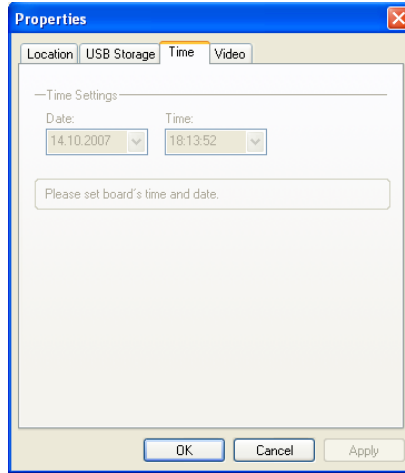 Properties
Location USB Storage Time Video
Time Settings
Date: Time:
14.10.2007 18:13:52
Please set board's time and date.
OK Cancel Apply